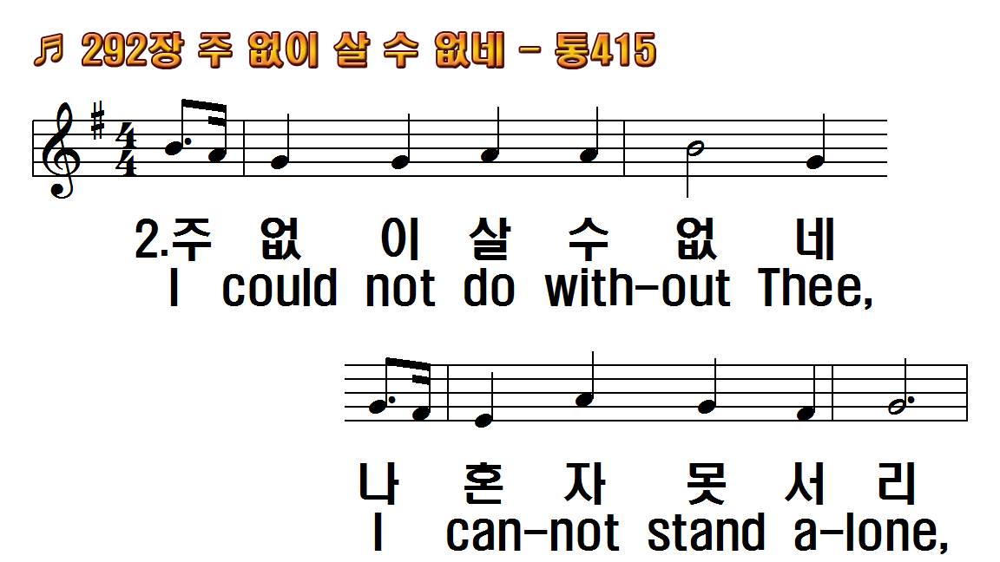 ♬ 292장 주 없이 살 수 없네 - 통415
4
4
2.주 없 이 살 수 없 네
I could not do with-out Thee,
나 혼 자 못 서 리
I can-not stand a-lone,